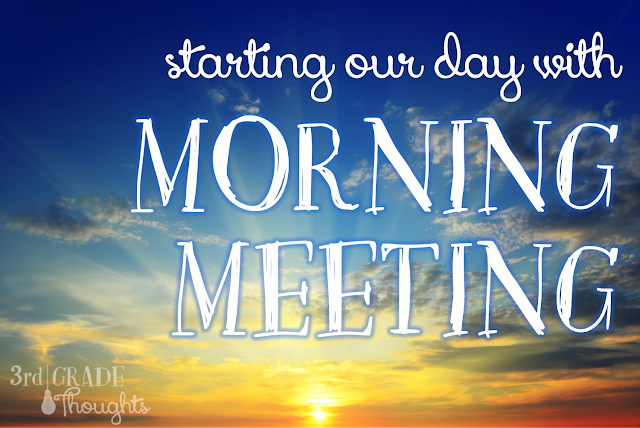 starting our day with
MORNING
MEETING
3rd GRADE
Thoughts